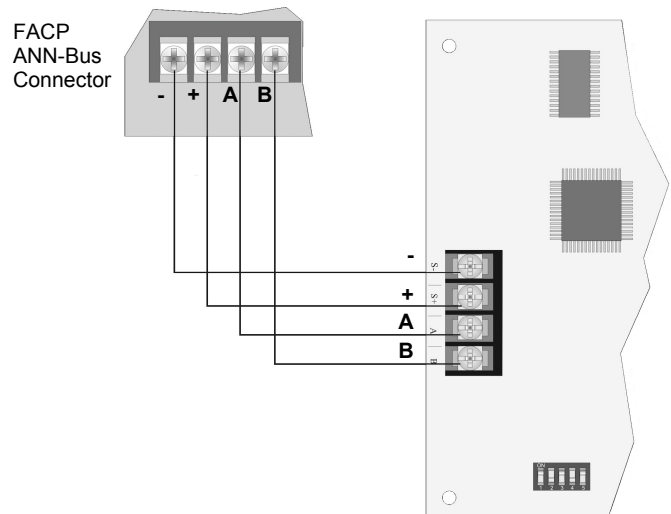 FACP
ANN-Bus
Connector
- + A B
- S-
+ S+
A A
B B
ON
1 2 3 4 5